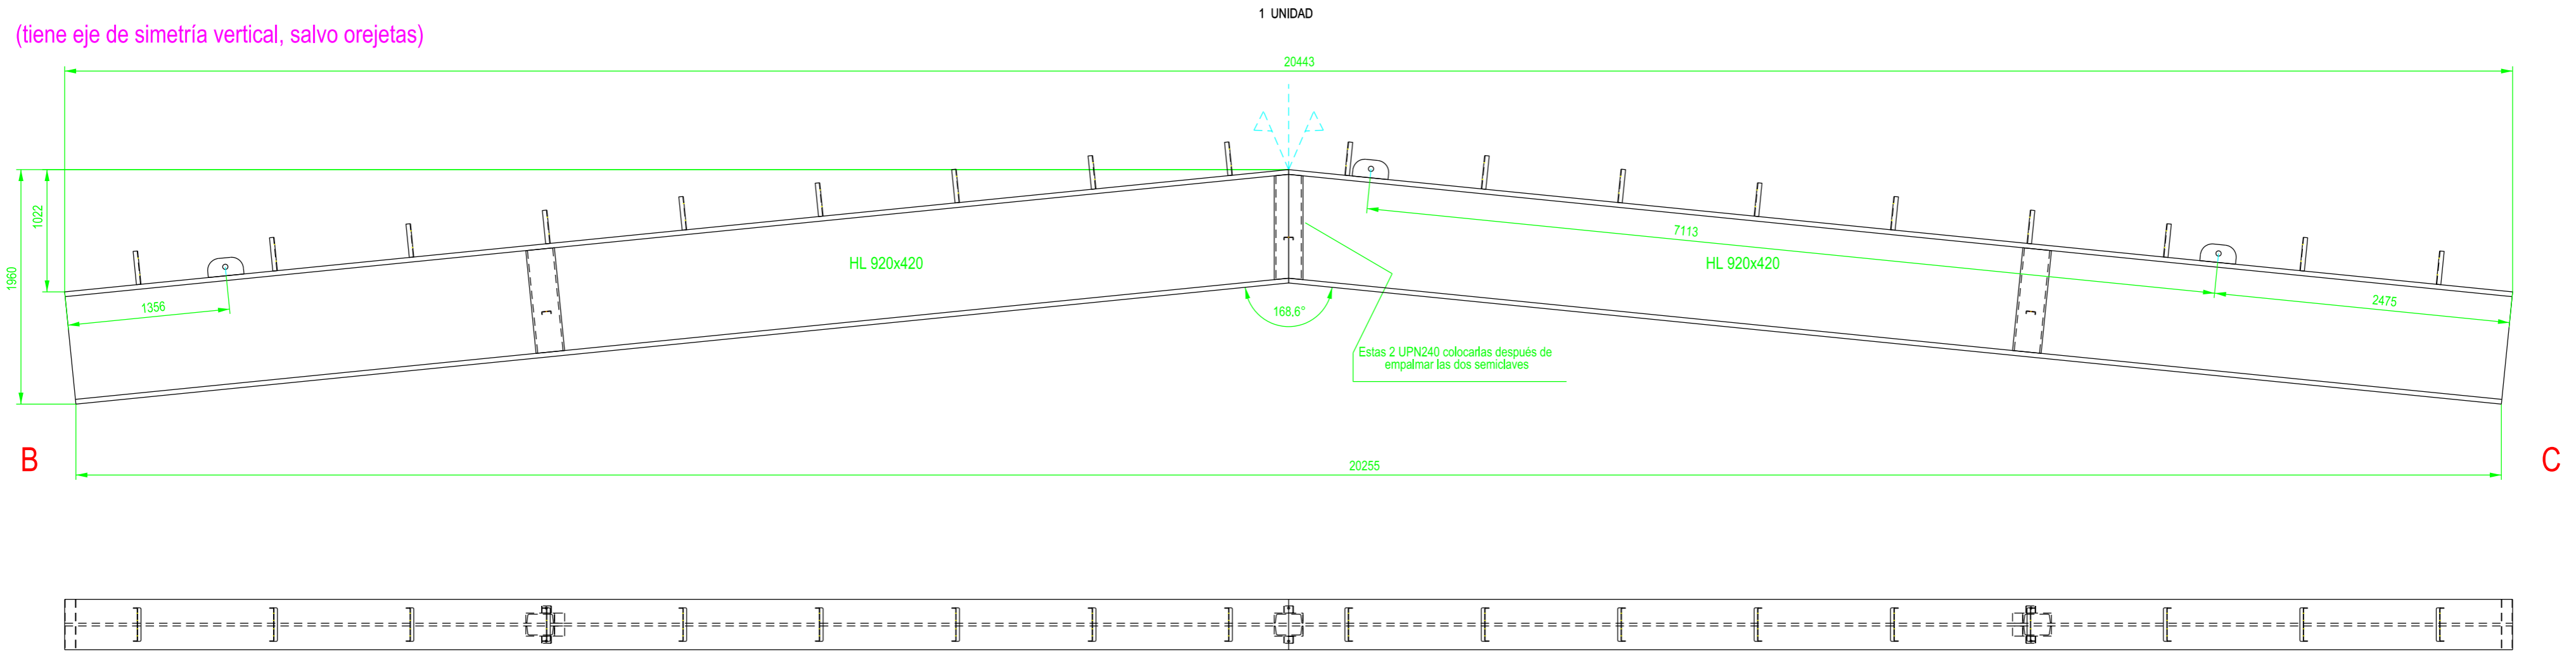 1 UNIDAD
(tiene eje de simetría vertical, salvo orejetas)
20443
1022
1960
1356
HL 920x420
168,6°
7113
HL 920x420
2475
Estas 2 UPN240 colocarlas después de
empalmar las dos semiclaves
B
C
20255